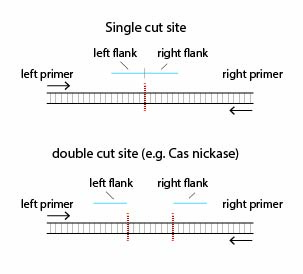 Single cut site
left flank right flank
left primer right primer
double cut site (e.g. Cas nickase)
left flank right flank
left primer right primer